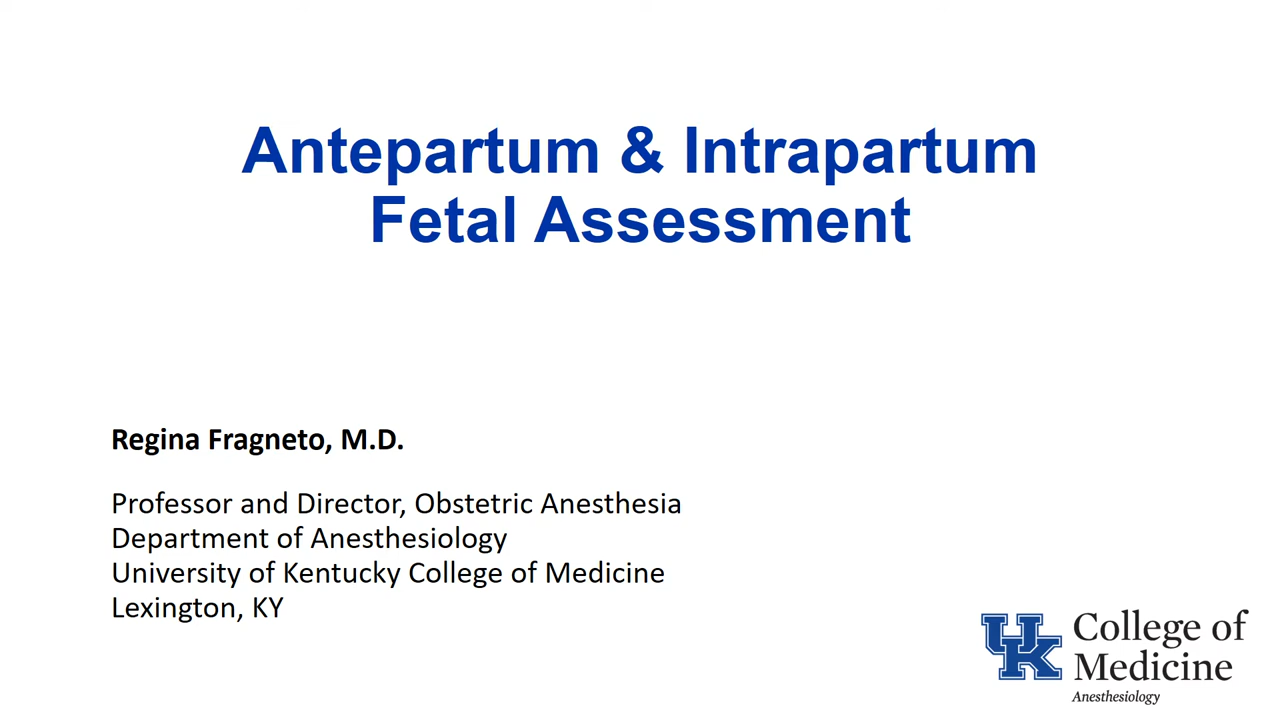 Antepartum & Intrapartum
Fetal Assessment
Regina Fragneto, M.D.
Professor and Director, Obstetric Anesthesia
Department of Anesthesiology
University of Kentucky College of Medicine
Lexington, KY
UK
College of
Medicine
Anesthesiology